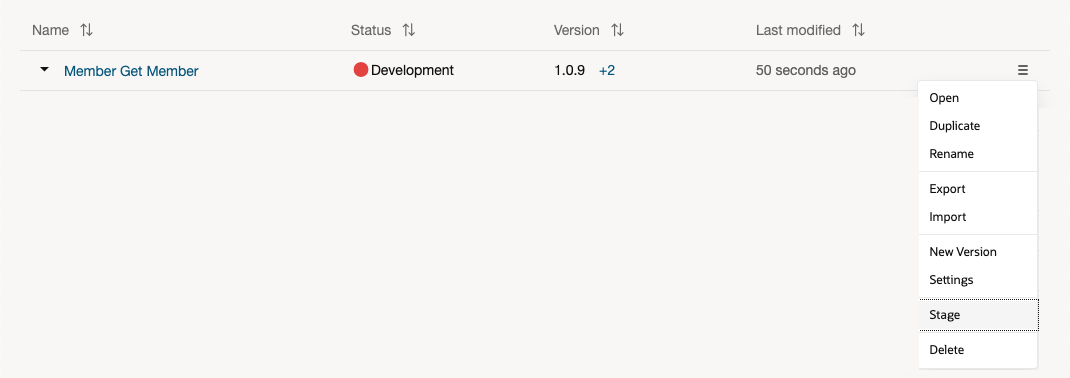 Name Status Version Last modified
Member Get Member Development 1.0.9 +2 50 seconds ago
Open
Duplicate
Rename
Export
Import
New Version
Settings
Stage
Delete